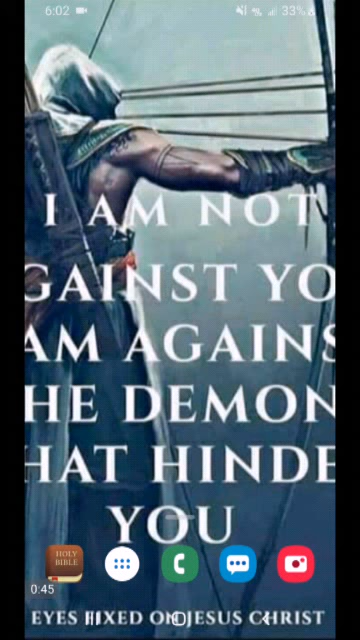 6:02
33%
I AM NOT
GAINST YO
AM AGAINS
HE DEMON
HAT HINDE
YOU
HOLY
BIBLE
0:45
EYES FIXED ON JESUS CHRIST